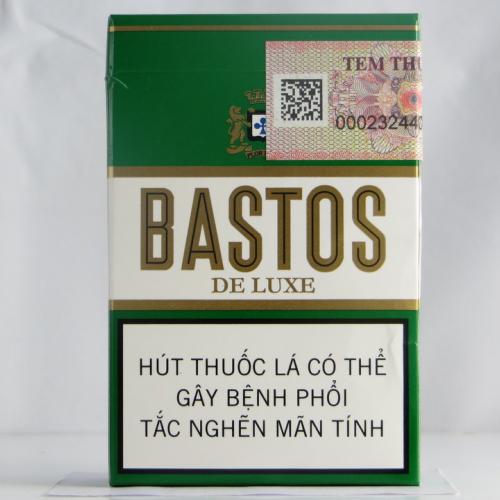 TEM THU
000232440
BASTOS
DE LUXE
HÚT THUỐC LÁ CÓ THỂ
GÂY BỆNH PHỔI
TẮC NGHẼN MÃN TÍNH